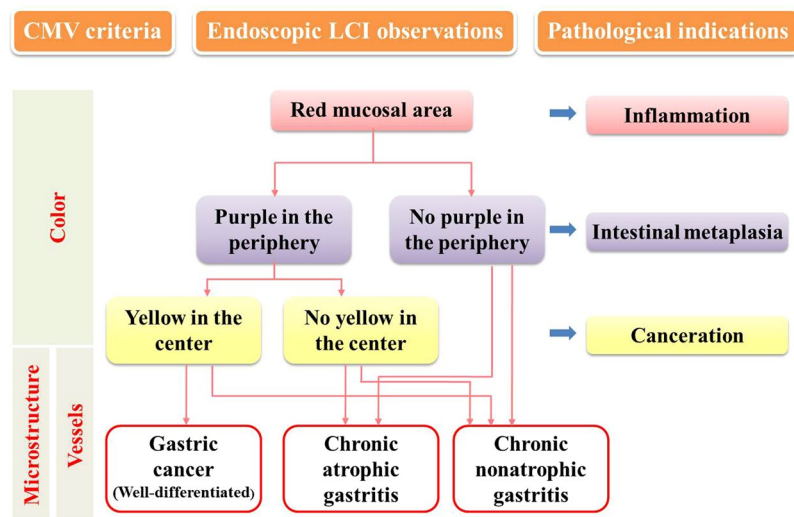 CMV criteria
Endoscopic LCI observations
Pathological indications
Color
Red mucosal area
Inflammation
Purple in the
periphery
No purple in
the periphery
Intestinal metaplasia
Yellow in the
center
No yellow in
the center
Canceration
Microstructure
Vessels
Gastric
cancer
(Well-differentiated)
Chronic
atrophic
gastritis
Chronic
nonatrophic
gastritis